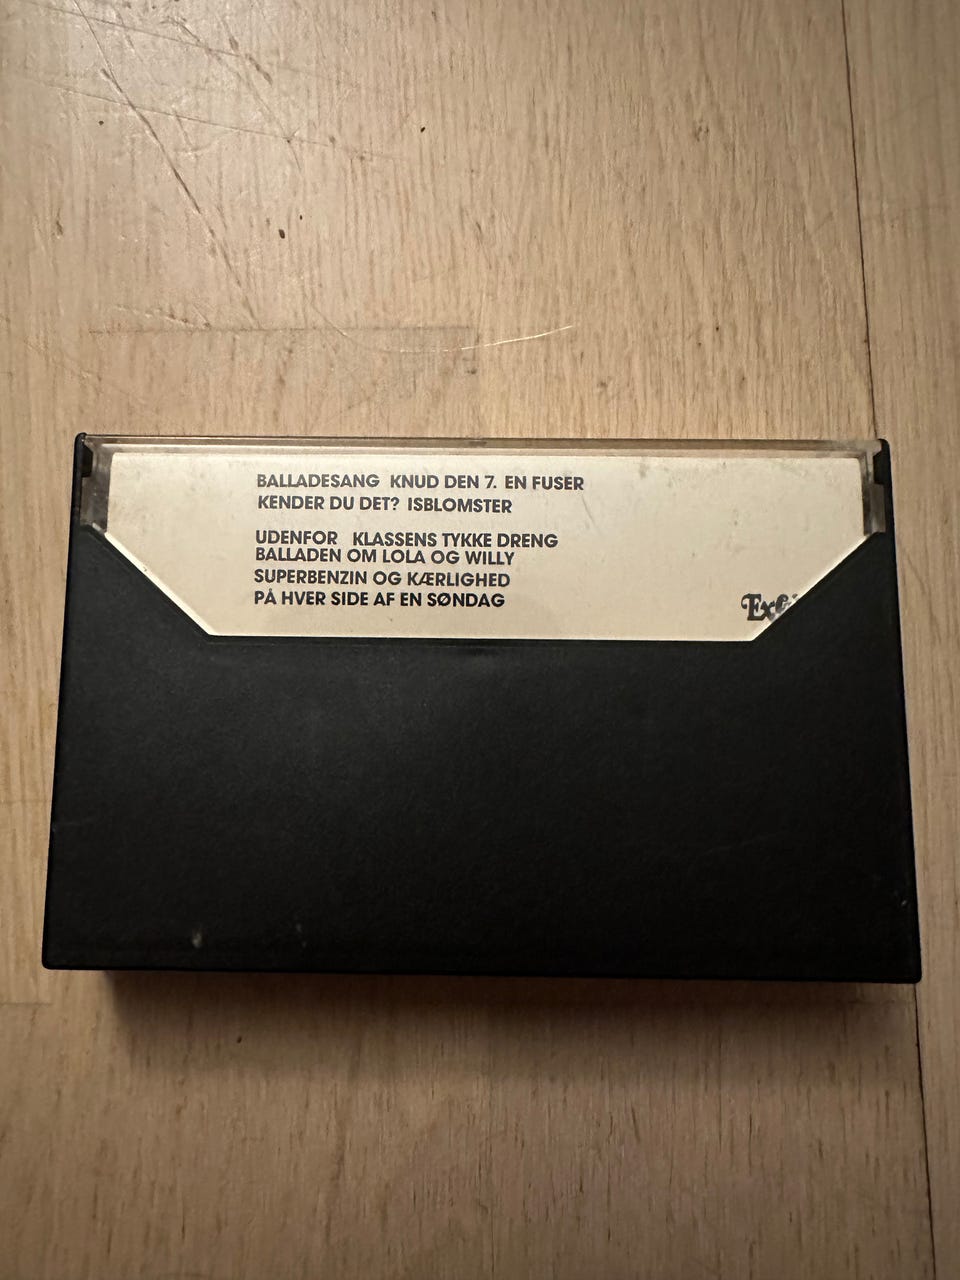 BALLADESANG KNUD DEN 7. EN FUSER
KENDER DU DET? ISBLOMSTER
UDENFOR KLASSENS TYKKE DRENG
BALLADEN OM LOLA OG WILLY
SUPERBENZIN OG KÆRLIGHED
PÅ HVER SIDE AF EN SØNDAG